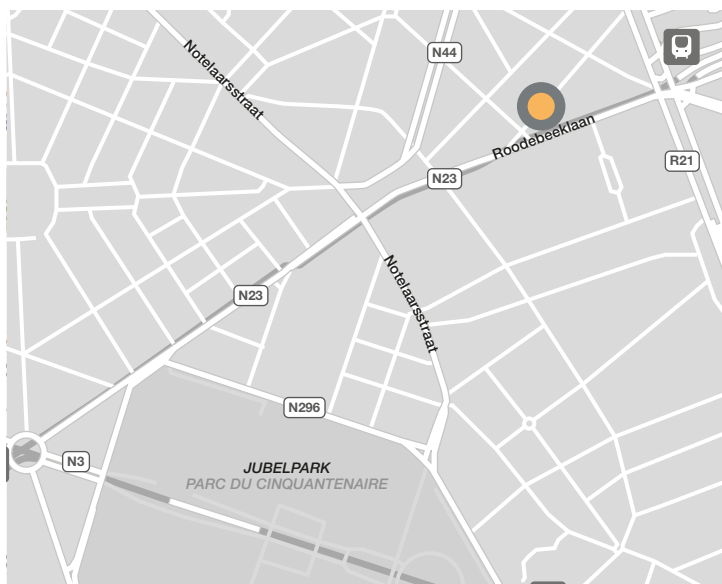 Notelaarsstraat
N44
Roodebeeklaan
R21
N23
Notelaarsstraat
N23
N296
N3
JUBELPARK
PARC DU CINQUANTENAIRE